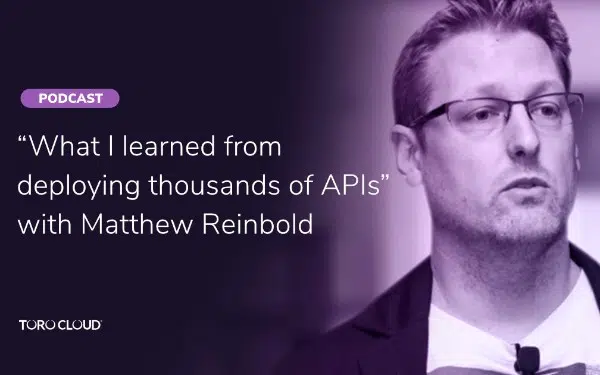 PODCAST
“What I learned from
deploying thousands of APIs”
with Matthew Reinbold
TORO CLOUD